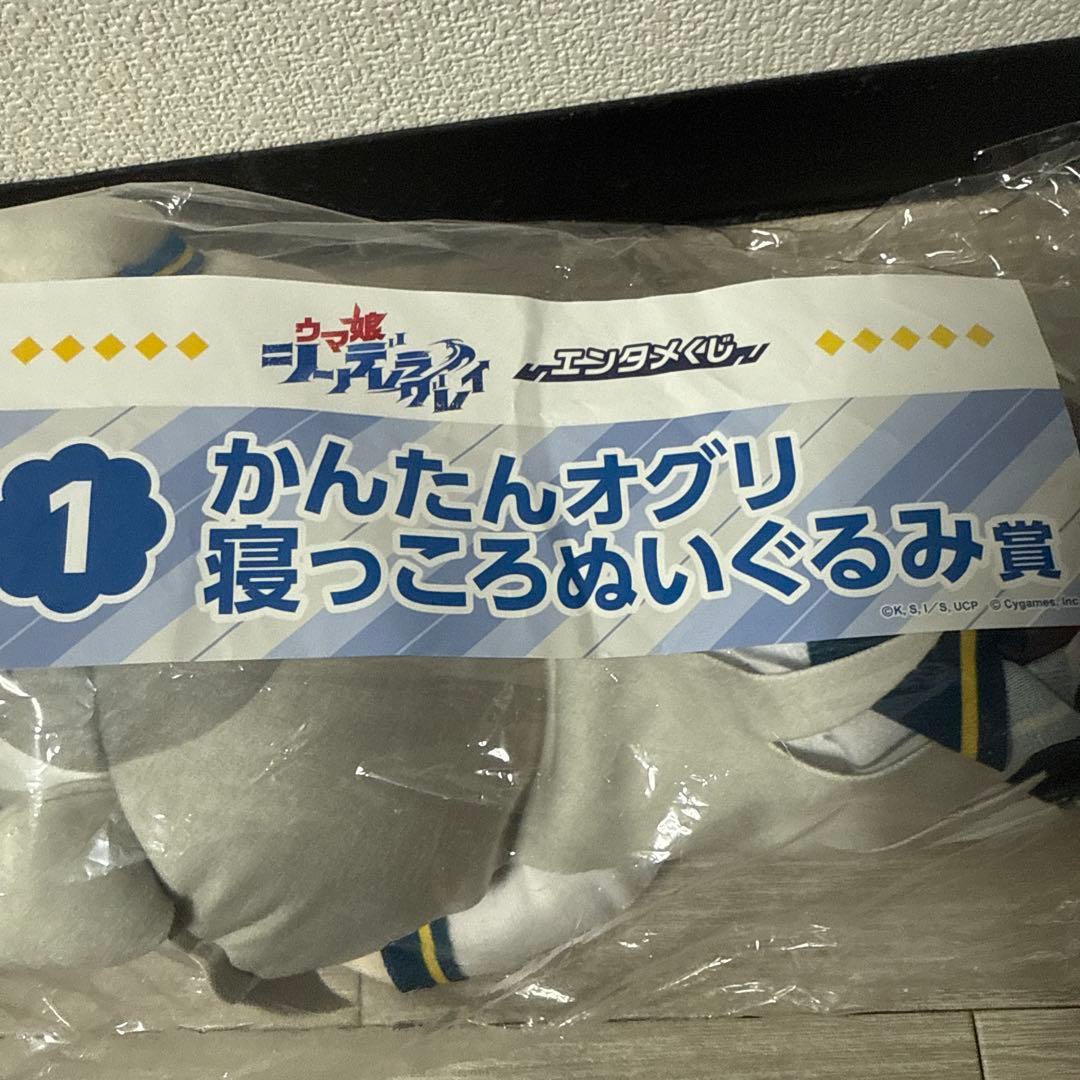 ウマ娘
シンデレラグレイ
エンタメくじ
1
かんたんオグリ
寝っころぬいぐるみ賞
©K, S, I／S, UCP © Cygames, Inc